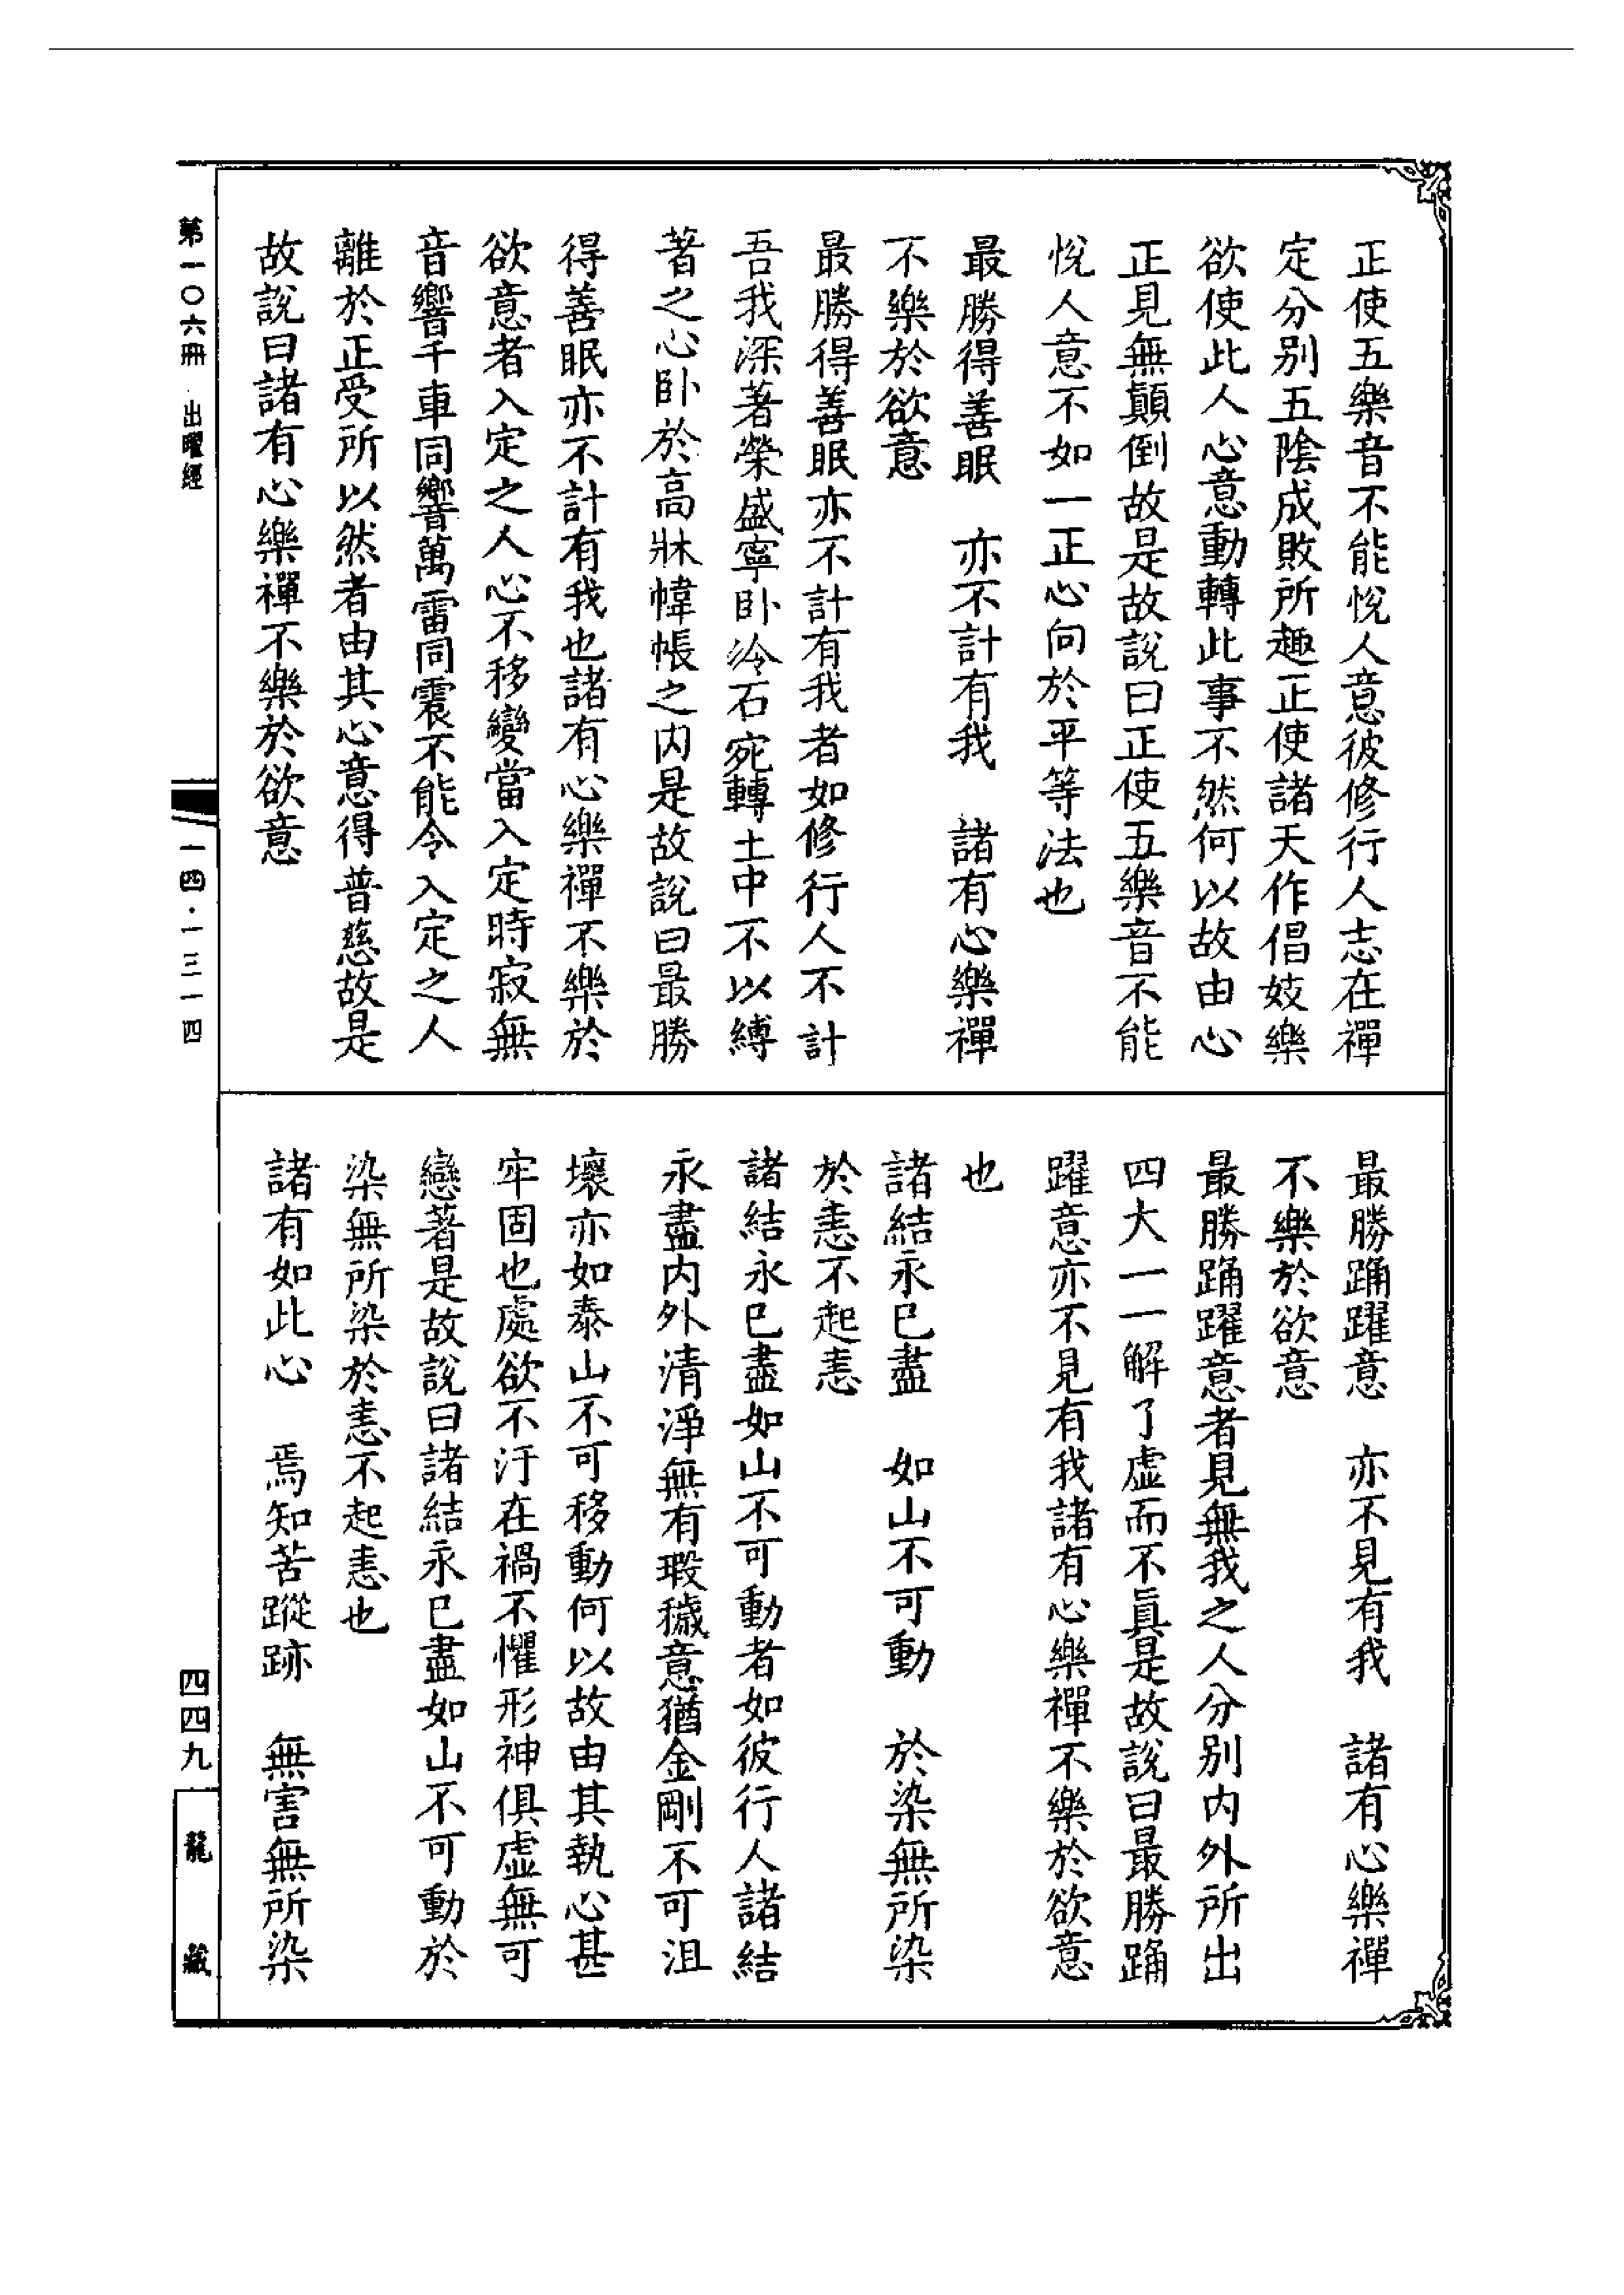 正使五樂音不能悅人意彼修行人志在禪
定分別五陰成敗所趣正使諸天作倡妓樂
欲使此人心意動轉此事不然何以故由心
正見無顛倒故是故說曰正使五樂音不能
悅人意不如一正心向於平等法也
最勝得善眠　亦不計有我　諸有心樂禪
不樂於欲意
最勝得善眠亦不計有我者如修行人不計
吾我深著榮盛寧臥冷石宛轉土中不以縛
著之心臥於高牀幃帳之内是故說曰最勝
得善眠亦不計有我也諸有心樂禪不樂於
欲意者入定之人心不移變當入定時寂無
音響千車同響萬雷同震不能令入定之人
離於正受所以然者由其心意得普慈故是
故說曰諸有心樂禪不樂於欲意
最勝踊躍意　亦不見有我　諸有心樂禪
不樂於欲意
最勝踊躍意者見無我之人分别内外所出
四大一一解了虛而不眞是故說曰最勝踊
躍意亦不見有我諸有心樂禪不樂於欲意
也
諸結永已盡　如山不可動　於染無所染
於恚不起恚
諸結永已盡如山不可動者如彼行人諸結
永盡内外清淨無有瑕穢意猶金剛不可沮
壞亦如泰山不可移動何以故由其執心甚
牢固也處欲不汙在禍不懼形神俱虛無可
戀著是故說曰諸結永已盡如山不可動於
染無所染於恚不起恚也
諸有如此心　焉知苦蹤跡　無害無所染
第一〇六冊 出曜經
一四·一三一四
四四九
龍藏